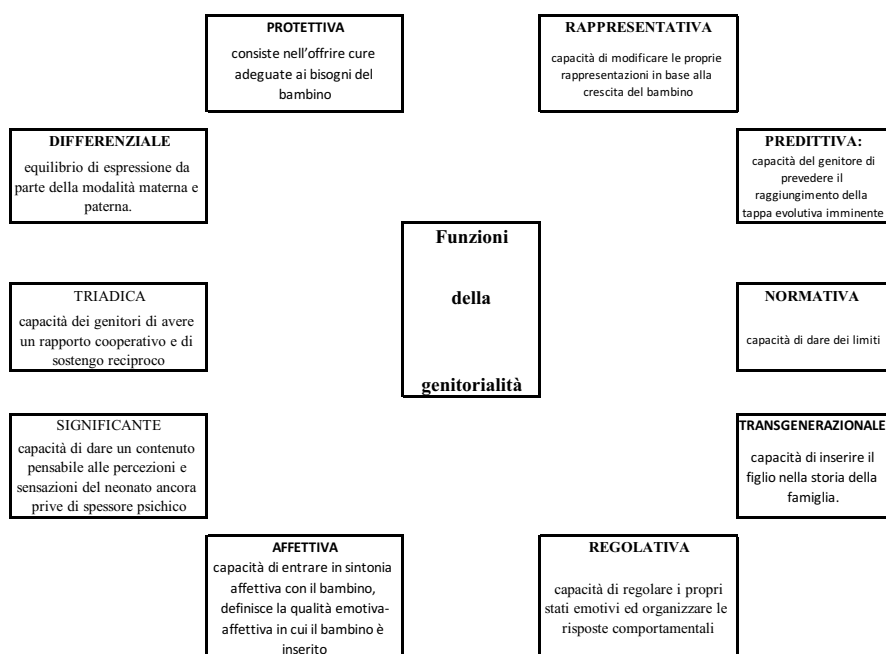 PROTETTIVA
consiste nell'offrire cure
adeguate ai bisogni del
bambino
RAPPRESENTATIVA
capacità di modificare le proprie
rappresentazioni in base alla
crescita del bambino
DIFFERENZIALE
equilibrio di espressione da
parte della modalità materna e
paterna.
PREDITTIVA:
capacità del genitore di
prevedere il
raggiungimento della
tappa evolutiva imminente
Funzioni
della
genitorialità
TRIADICA
capacità dei genitori di avere
un rapporto cooperativo e di
sostengo reciproco
NORMATIVA
capacità di dare dei limiti
SIGNIFICANTE
capacità di dare un contenuto
pensabile alle percezioni e
sensazioni del neonato ancora
prive di spessore psichico
TRANSGENERAZIONALE
capacità di inserire il
figlio nella storia della
famiglia.
AFFETTIVA
capacità di entrare in sintonia
affettiva con il bambino,
definisce la qualità emotiva-
affettiva in cui il bambino è
inserito
REGOLATIVA
capacità di regolare i propri
stati emotivi ed organizzare le
risposte comportamentali